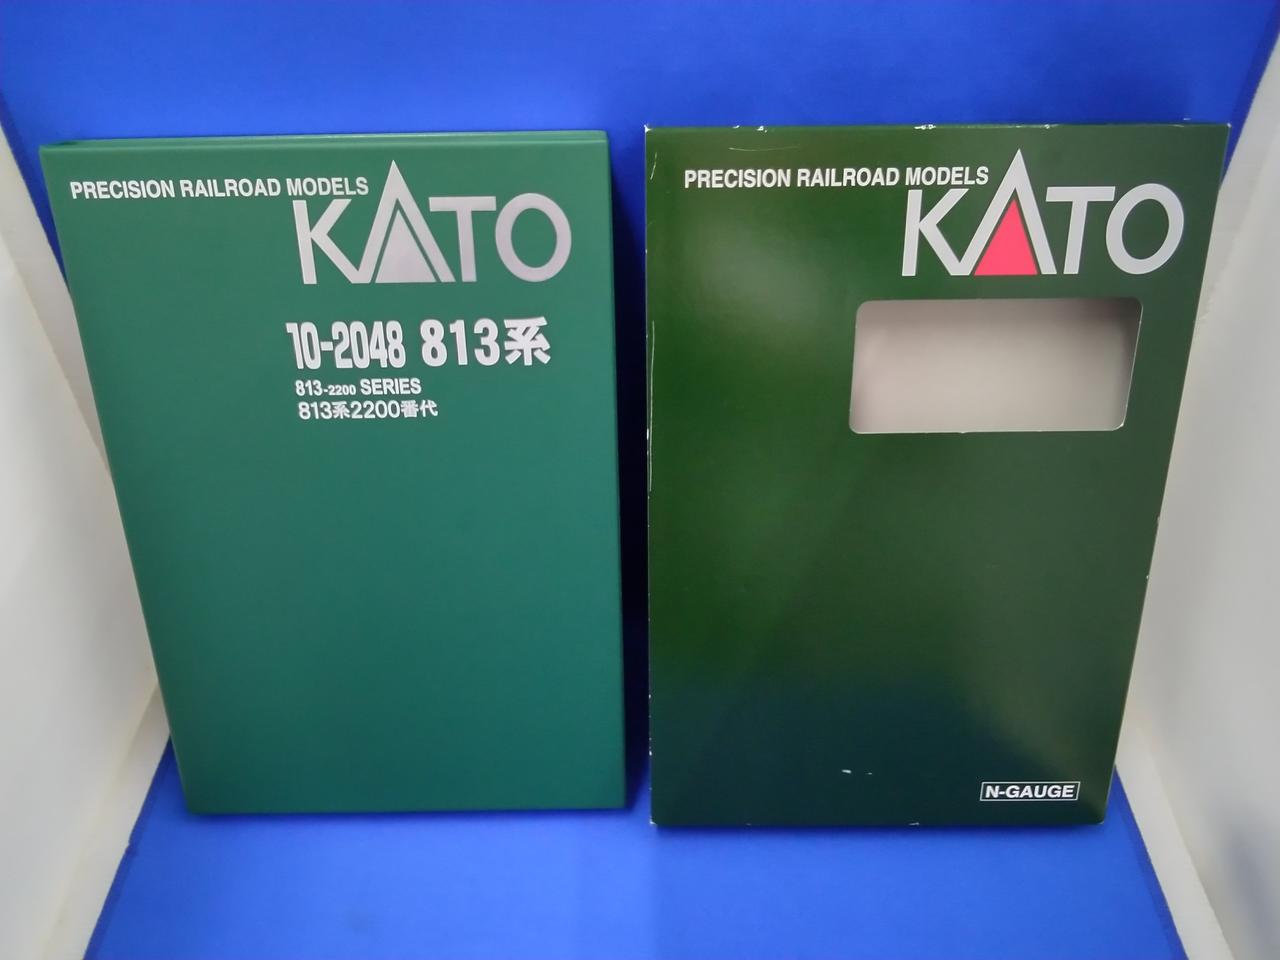 PRECISION RAILROAD MODELS
KATO
10-2048 813系
813-2200 SERIES
813系2200番代
PRECISION RAILROAD MODELS
KATO
N-GAUGE